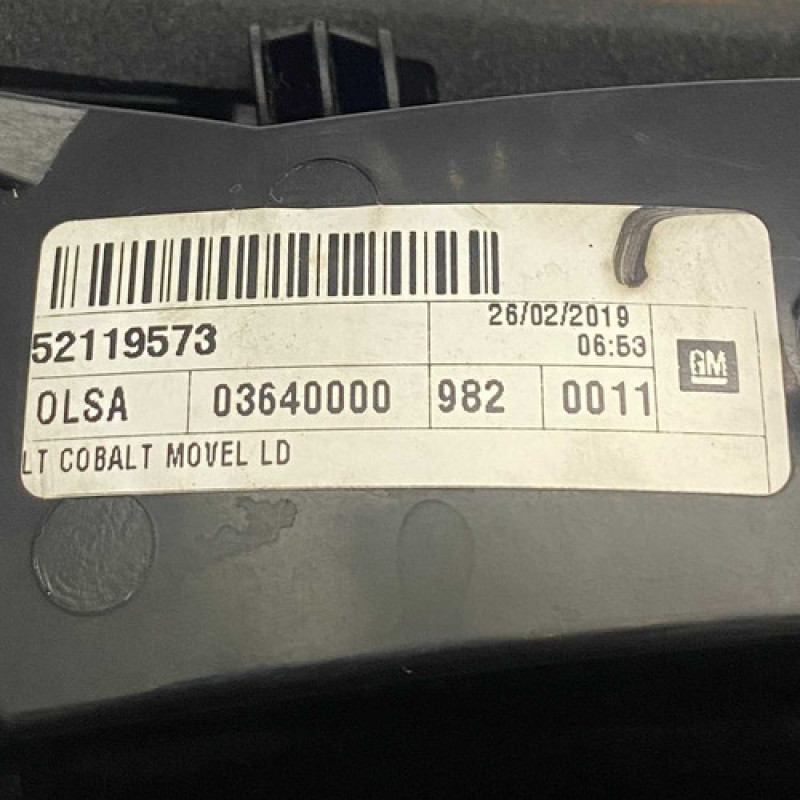 52119573
26/02/2019
06:53
GM
OLSA 03640000 982 0011
LT COBALT MOVEL LD